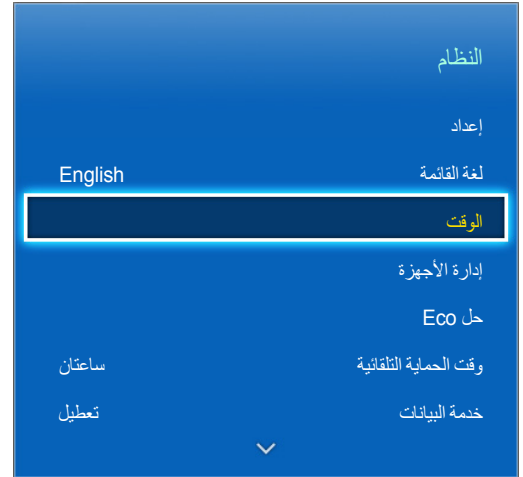 النظام
إعداد
لغة القائمة English
الوقت
إدارة الأجهزة
حل Eco
وقت الحماية التلقائية ساعتان
خدمة البيانات تعطيل